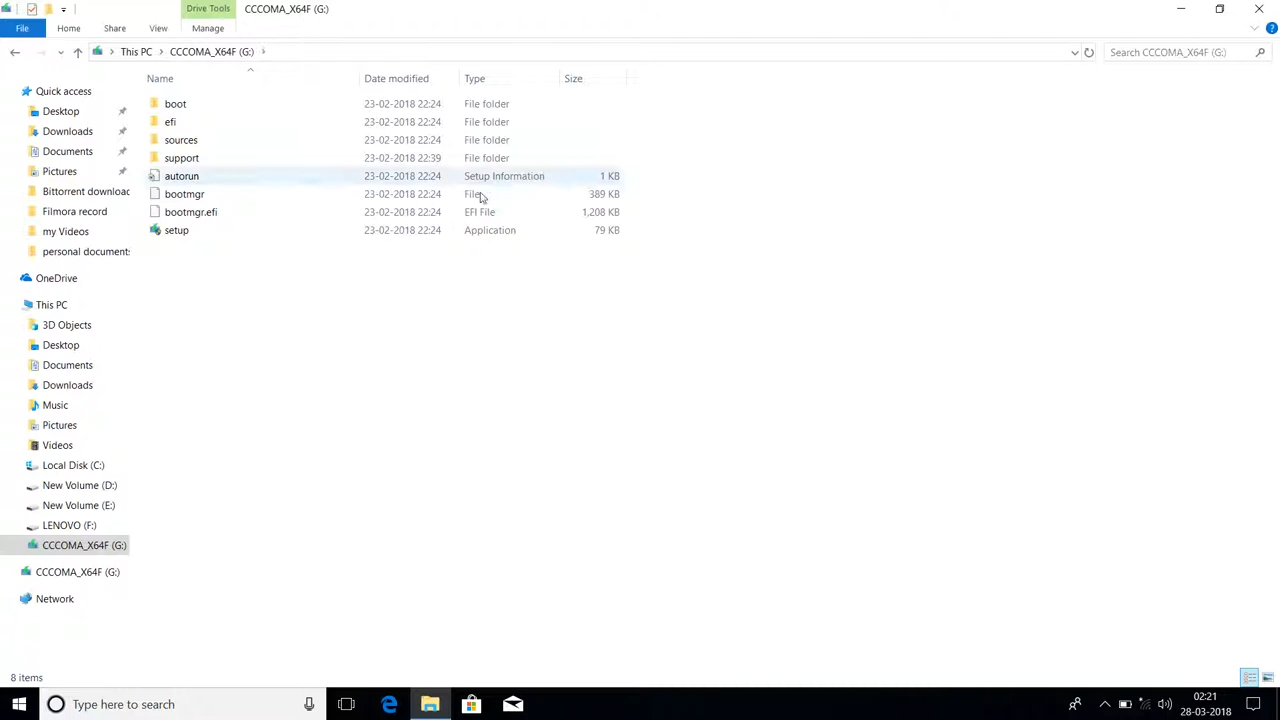 Drive Tools CCCOMA_X64F (G:)
File Home Share View Manage
This PC CCCOMA_X64F (G:) Search CCCOMA_X64F (G:)
Name Date modified Type Size
Quick access
Desktop
Downloads
Documents
Pictures
Bittorrent downloac
Filmora record
my Videos
personal documents
OneDrive
This PC
3D Objects
Desktop
Documents
Downloads
Music
Pictures
Videos
Local Disk (C:)
New Volume (D:)
New Volume (E:)
LENOVO (F:)
CCCOMA_X64F (G:)
CCCOMA_X64F (G:)
Network
boot 23-02-2018 22:24 File folder
efi 23-02-2018 22:24 File folder
sources 23-02-2018 22:24 File folder
support 23-02-2018 22:39 File folder
autorun 23-02-2018 22:24 Setup Information 1 KB
bootmgr 23-02-2018 22:24 File 389 KB
bootmgr.efi 23-02-2018 22:24 EFI File 1,208 KB
setup 23-02-2018 22:24 Application 79 KB
8 items
Type here to search 02:21
28-03-2018